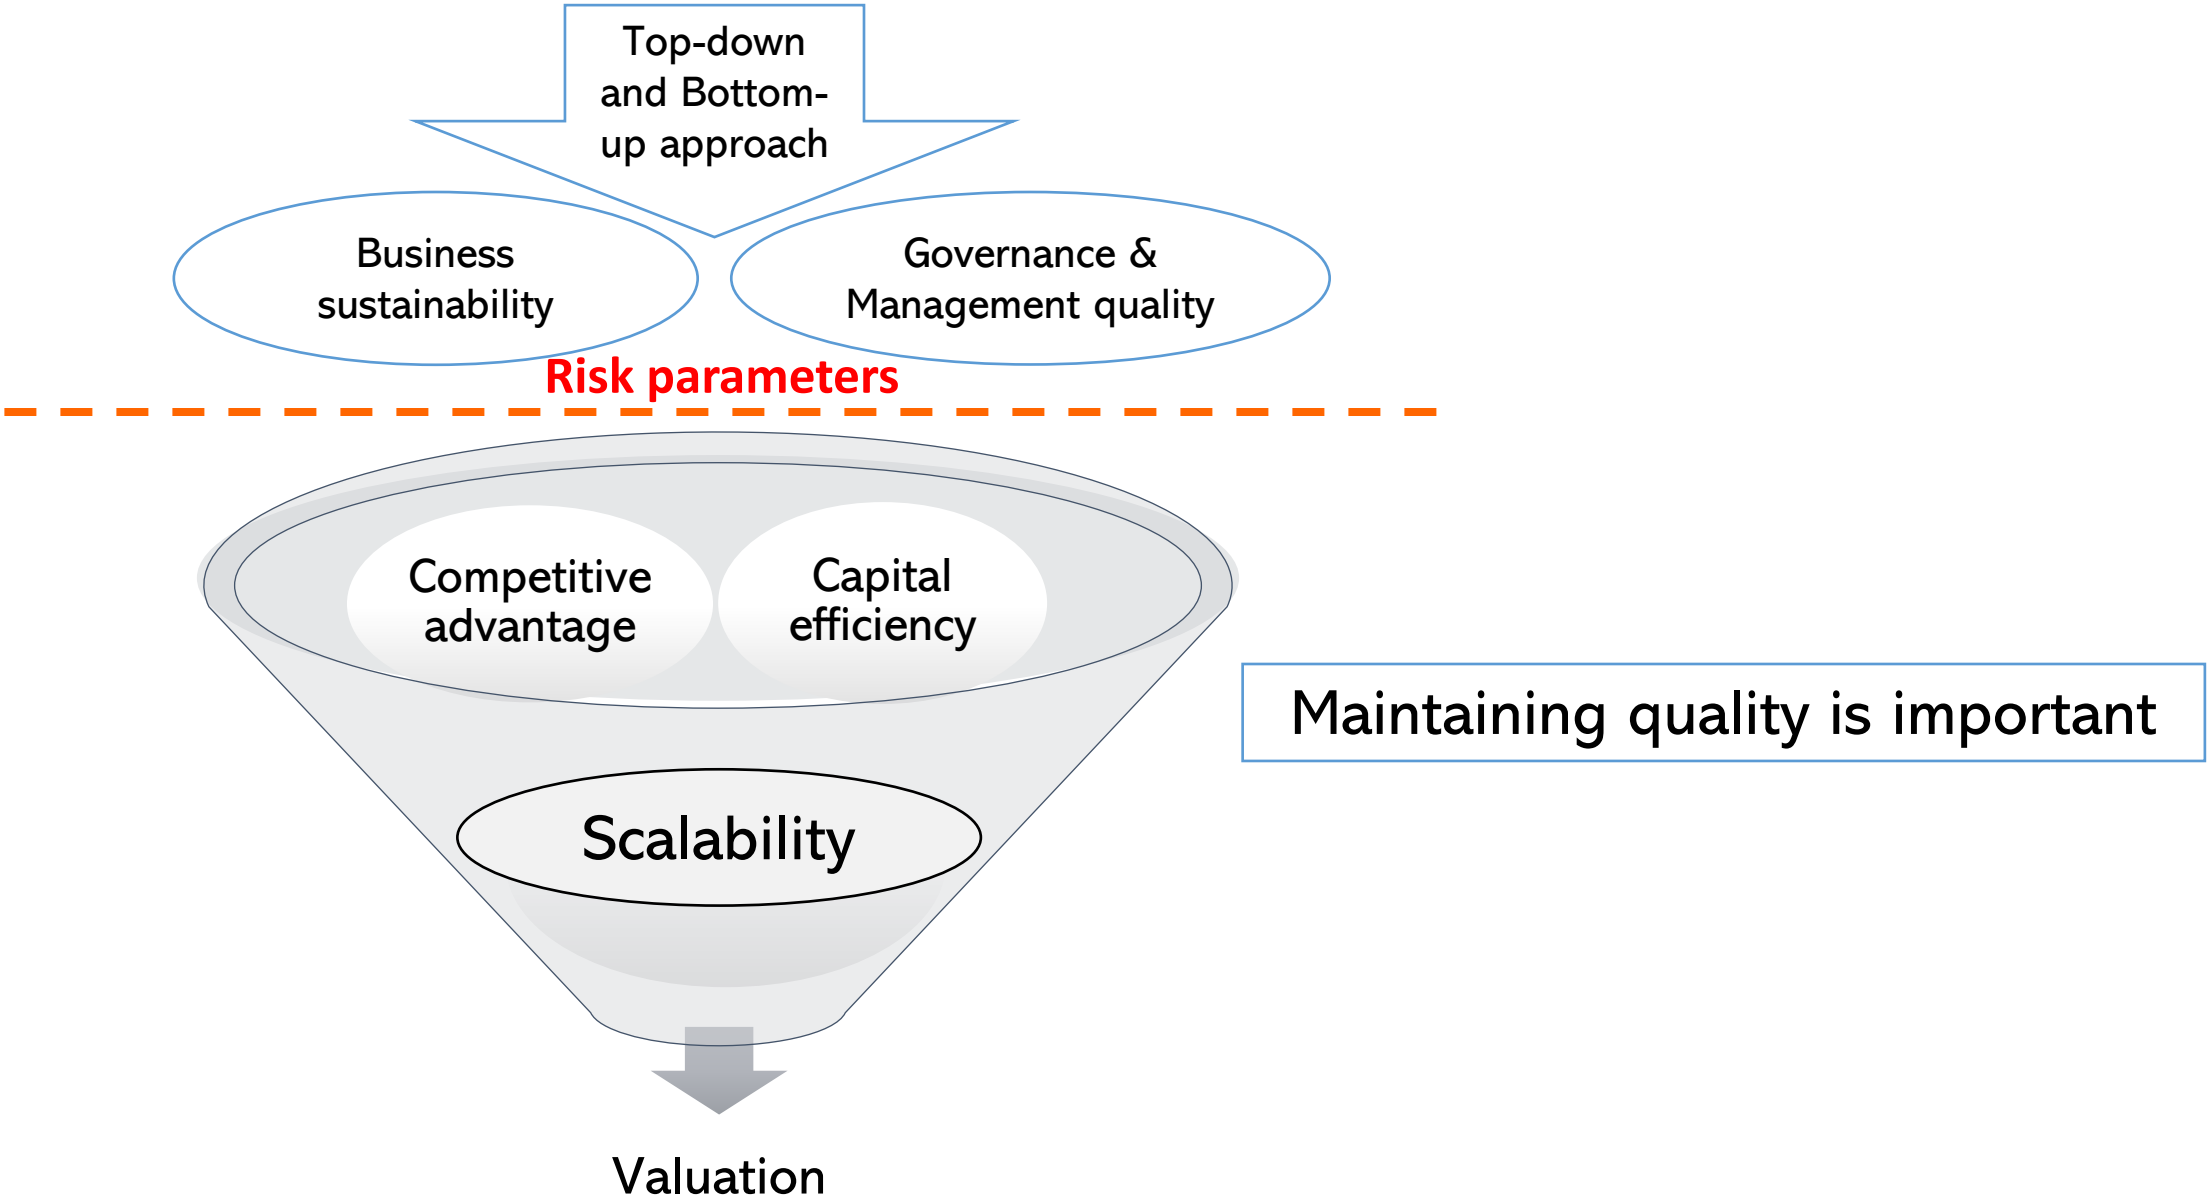 Top-down
and Bottom-
up approach
Business
sustainability
Governance &
Management quality
Risk parameters
Competitive
advantage
Capital
efficiency
Maintaining quality is important
Scalability
Valuation